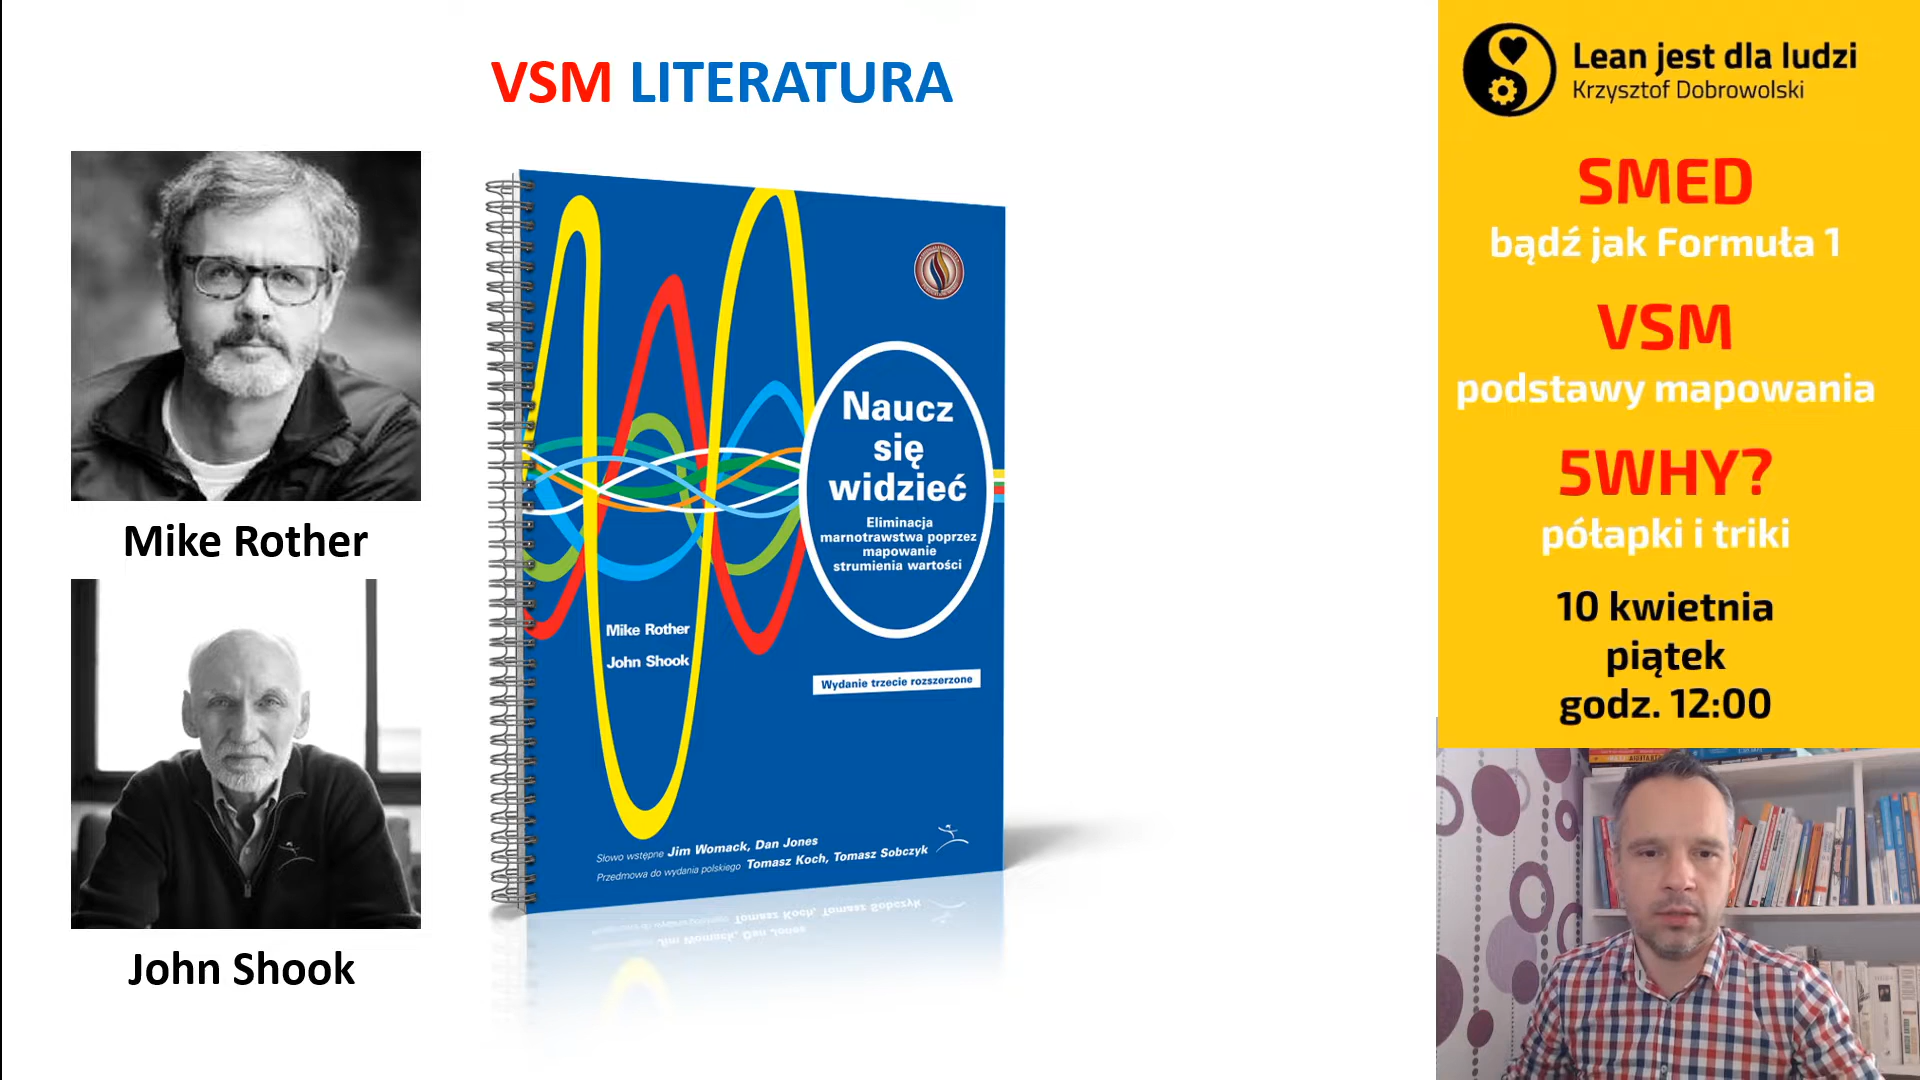 VSM LITERATURA
Mike Rother
John Shook
Naucz
się
widzieć
Eliminacja
marnotrawstwa poprzez
mapowanie
strumienia wartości
Mike Rother
John Shook
Wydanie trzecie rozszerzone
Słowo wstępne Jim Womack, Dan Jones
Przedmowa do wydania polskiego Tomasz Koch, Tomasz Sobczyk
Lean jest dla ludzi
Krzysztof Dobrowolski
SMED
bądź jak Formuła 1
VSM
podstawy mapowania
5WHY?
półapki i triki
10 kwietnia
piątek
godz. 12:00